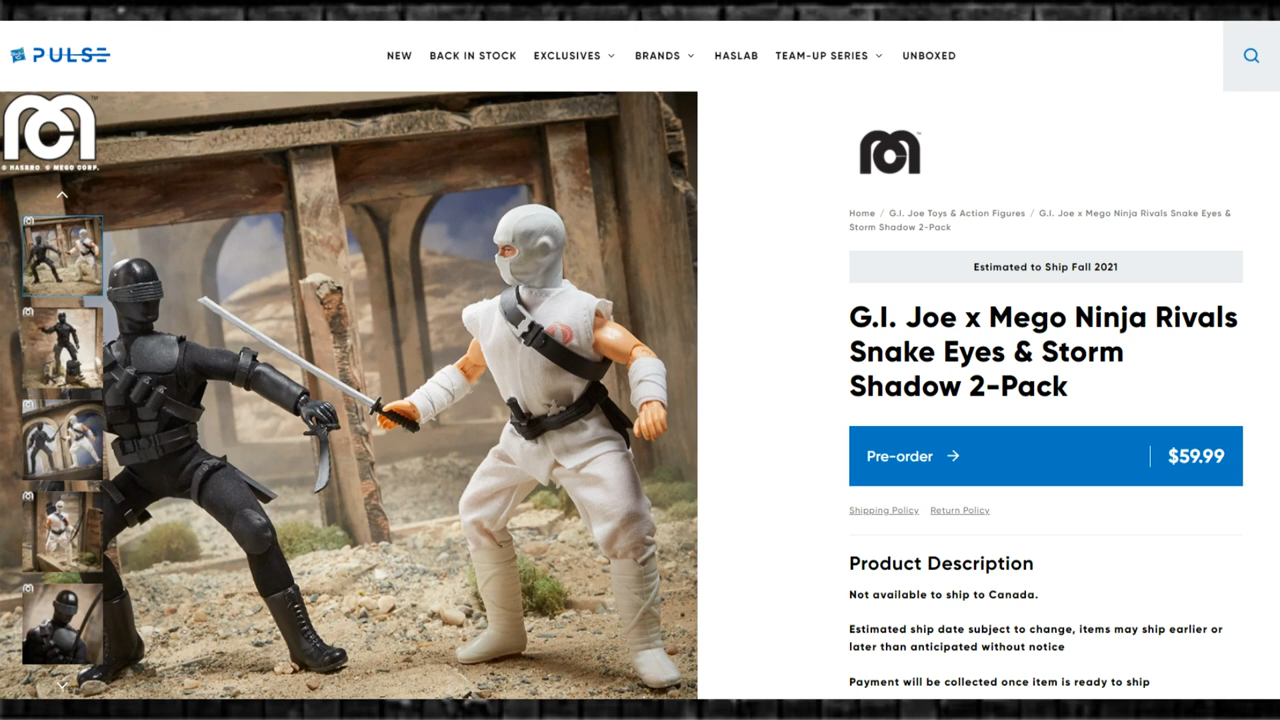 PULSE
NEW BACK IN STOCK EXCLUSIVES BRANDS HASLAB TEAM-UP SERIES UNBOXED
© HASBRO © MEGO CORP.
Home / G.I. Joe Toys & Action Figures / G.I. Joe x Mego Ninja Rivals Snake Eyes &
Storm Shadow 2-Pack
Estimated to Ship Fall 2021
G.I. Joe x Mego Ninja Rivals
Snake Eyes & Storm
Shadow 2-Pack
Pre-order → $59.99
Shipping Policy Return Policy
Product Description
Not available to ship to Canada.
Estimated ship date subject to change, items may ship earlier or
later than anticipated without notice
Payment will be collected once item is ready to ship